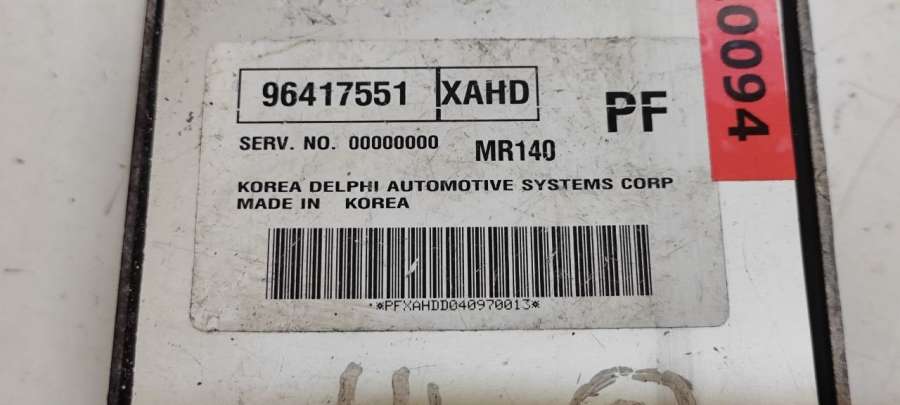 96417551 XAHD
PF
SERV. NO. 00000000 MR140
KOREA DELPHI AUTOMOTIVE SYSTEMS CORP
MADE IN KOREA
*PFXAHDD040970013*
0094